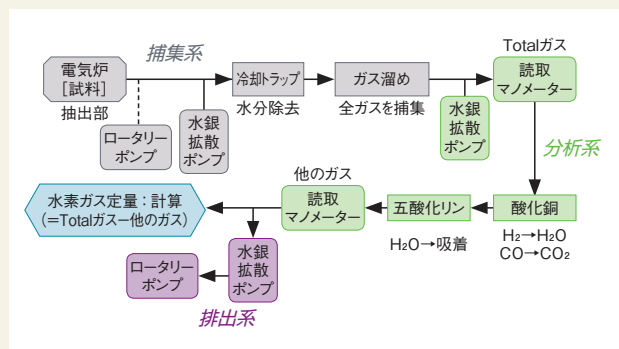 捕集系
Totalガス
電気炉
[試料]
抽出部
冷却トラップ
水分除去
ガス溜め
全ガスを捕集
読取
マノメーター
ロータリー
ポンプ
水銀
拡散
ポンプ
水銀
拡散
ポンプ
分析系
他のガス
水素ガス定量：計算
（＝Totalガスー他のガス）
読取
マノメーター
五酸化リン
酸化銅
H₂O→吸着
H₂→H₂O
CO→CO₂
ロータリー
ポンプ
水銀
拡散
ポンプ
排出系